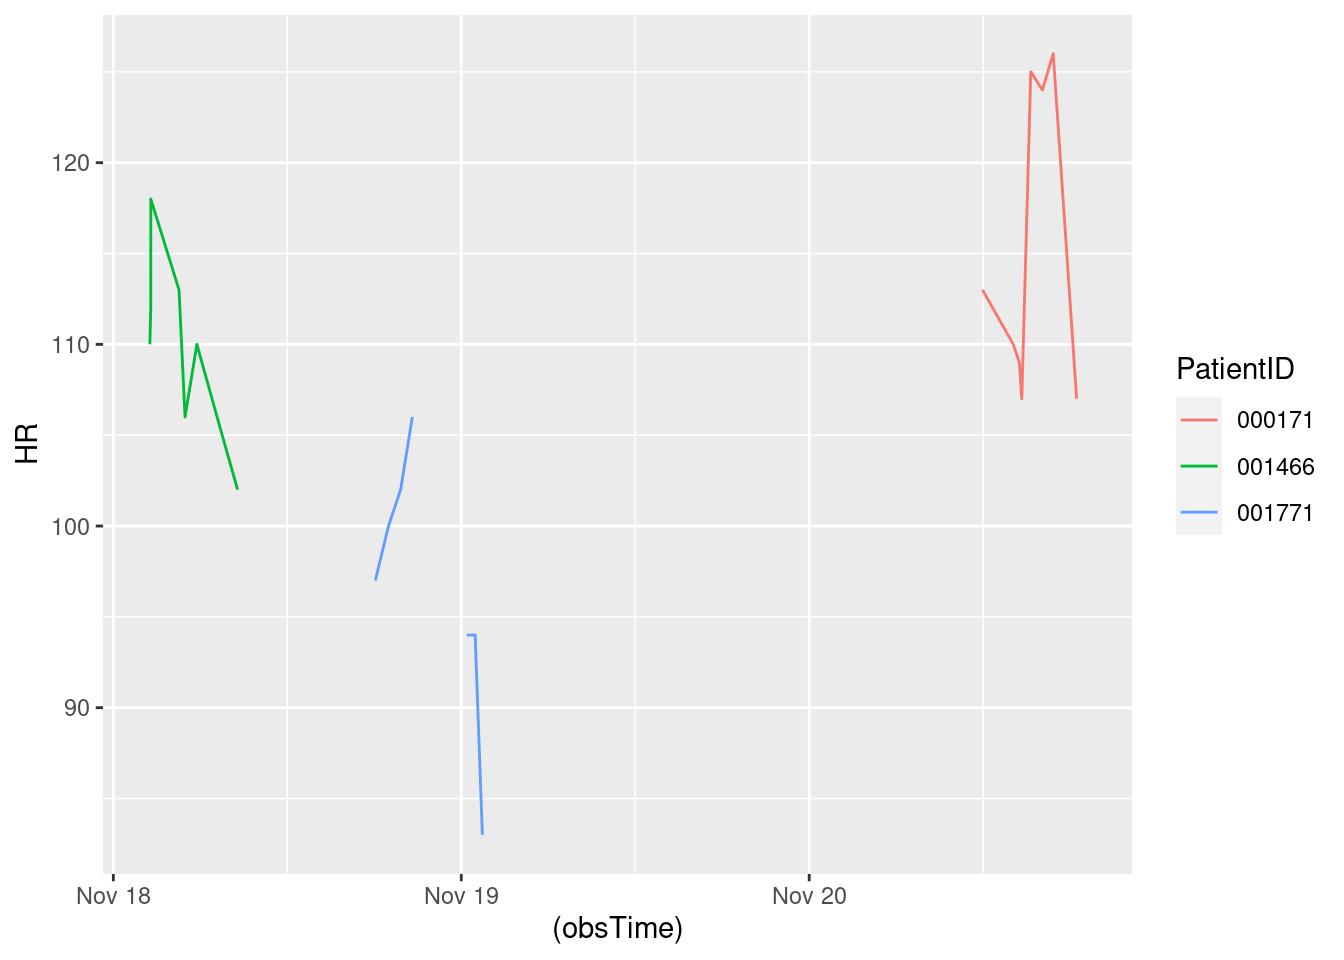 120
110
100
90
HR
Nov 18
Nov 19
Nov 20
(obsTime)
PatientID
000171
001466
001771